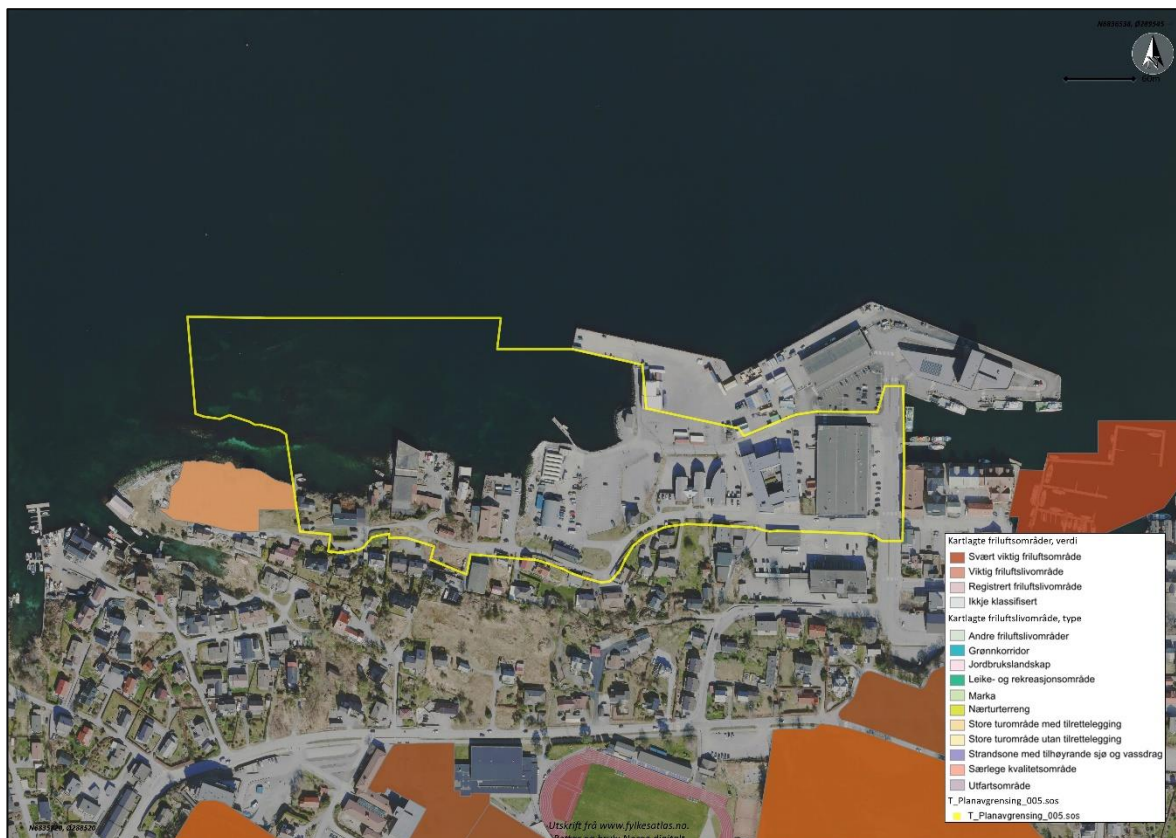 60m
Kartlagte friluftsområder, verdi
Svært viktig friluftsområde
Viktig friluftslivområde
Registrert friluftslivområde
Ikkje klassifisert
Kartlagte friluftslivområde, type
Andre friluftslivområder
Grønnkorridor
Jordbrukslandskap
Leike- og rekreasjonsområde
Marka
Nærturterreng
Store turområde med tilrettelegging
Store turområde utan tilrettelegging
Strandsone med tilhøyrande sjø og vassdrag
Særlege kvalitetsområde
Utfartsområde
T_Planavgrensing_005.sos
T_Planavgrensing_005.sos
Utskrift frå www.fylkesatlas.no.